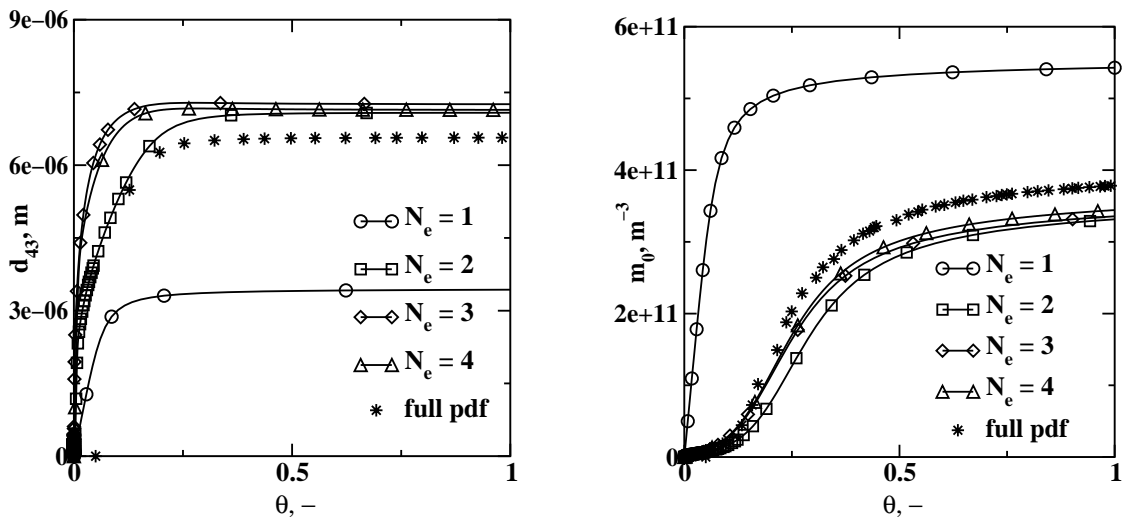 9e−06
6e−06
3e−06
0
d43, m
0
0.5
1
θ, −
Ne = 1
Ne = 2
Ne = 3
Ne = 4
full pdf
6e+11
4e+11
2e+11
0
m0, m−3
0
0.5
1
θ, −
Ne = 1
Ne = 2
Ne = 3
Ne = 4
full pdf